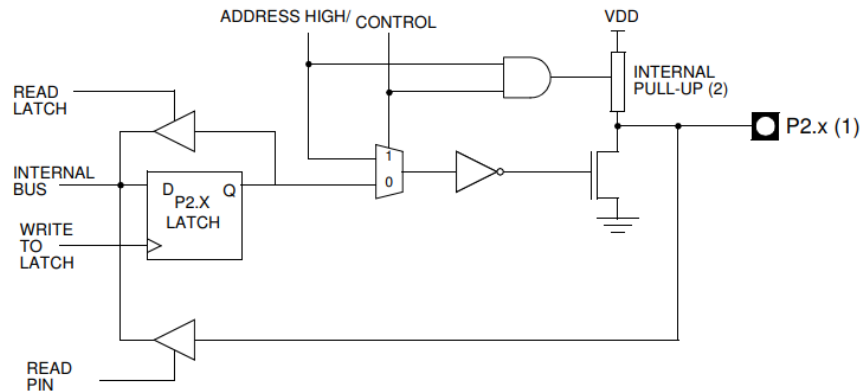 ADDRESS HIGH/ CONTROL
VDD
READ
LATCH
INTERNAL
PULL-UP (2)
P2.x (1)
INTERNAL
BUS
D Q
P2.X
LATCH
1
0
WRITE
TO
LATCH
READ
PIN